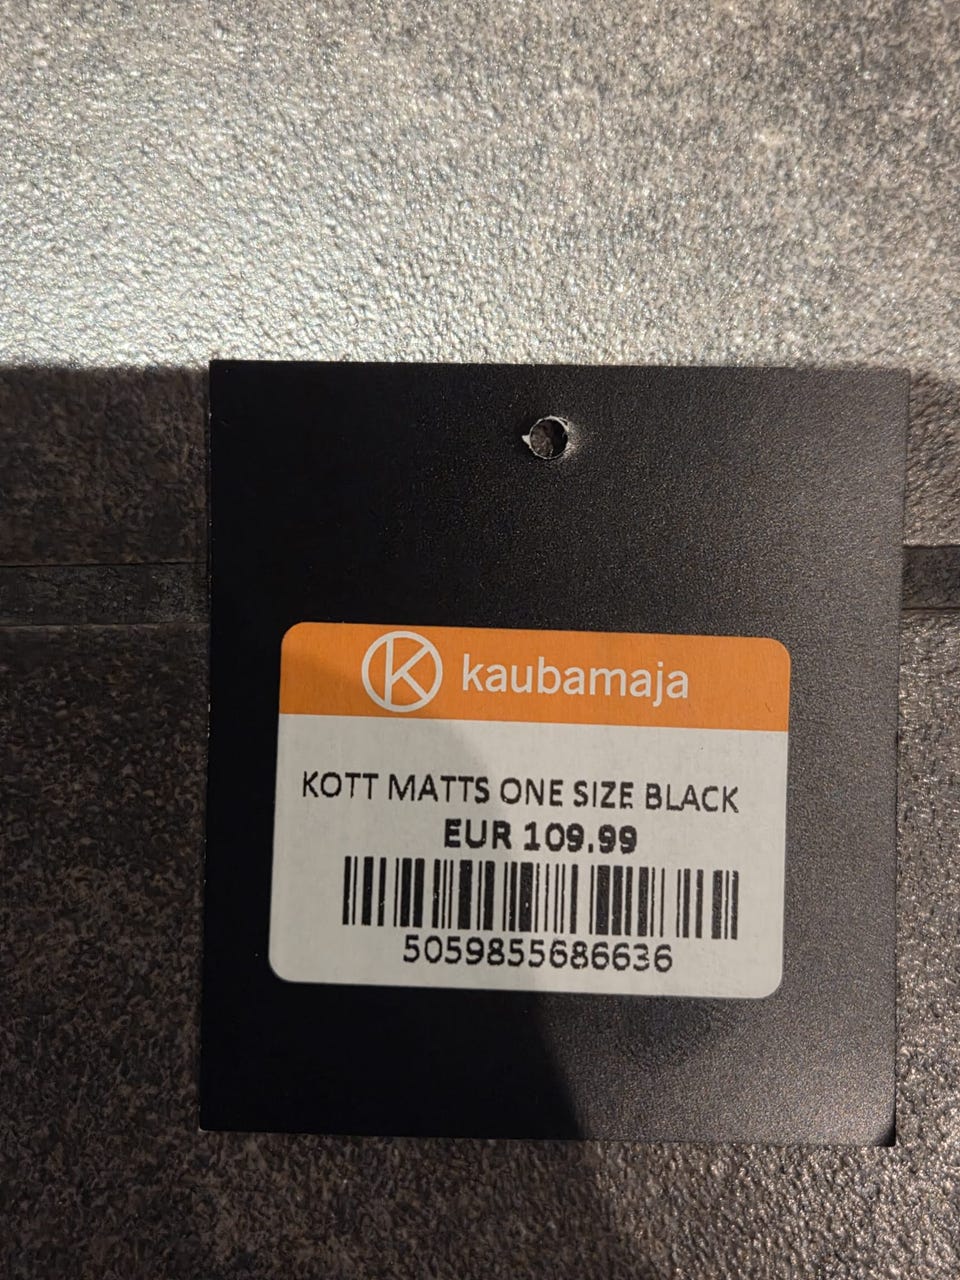 kaubamaja
KOTT MATTS ONE SIZE BLACK
EUR 109.99
5059855686636